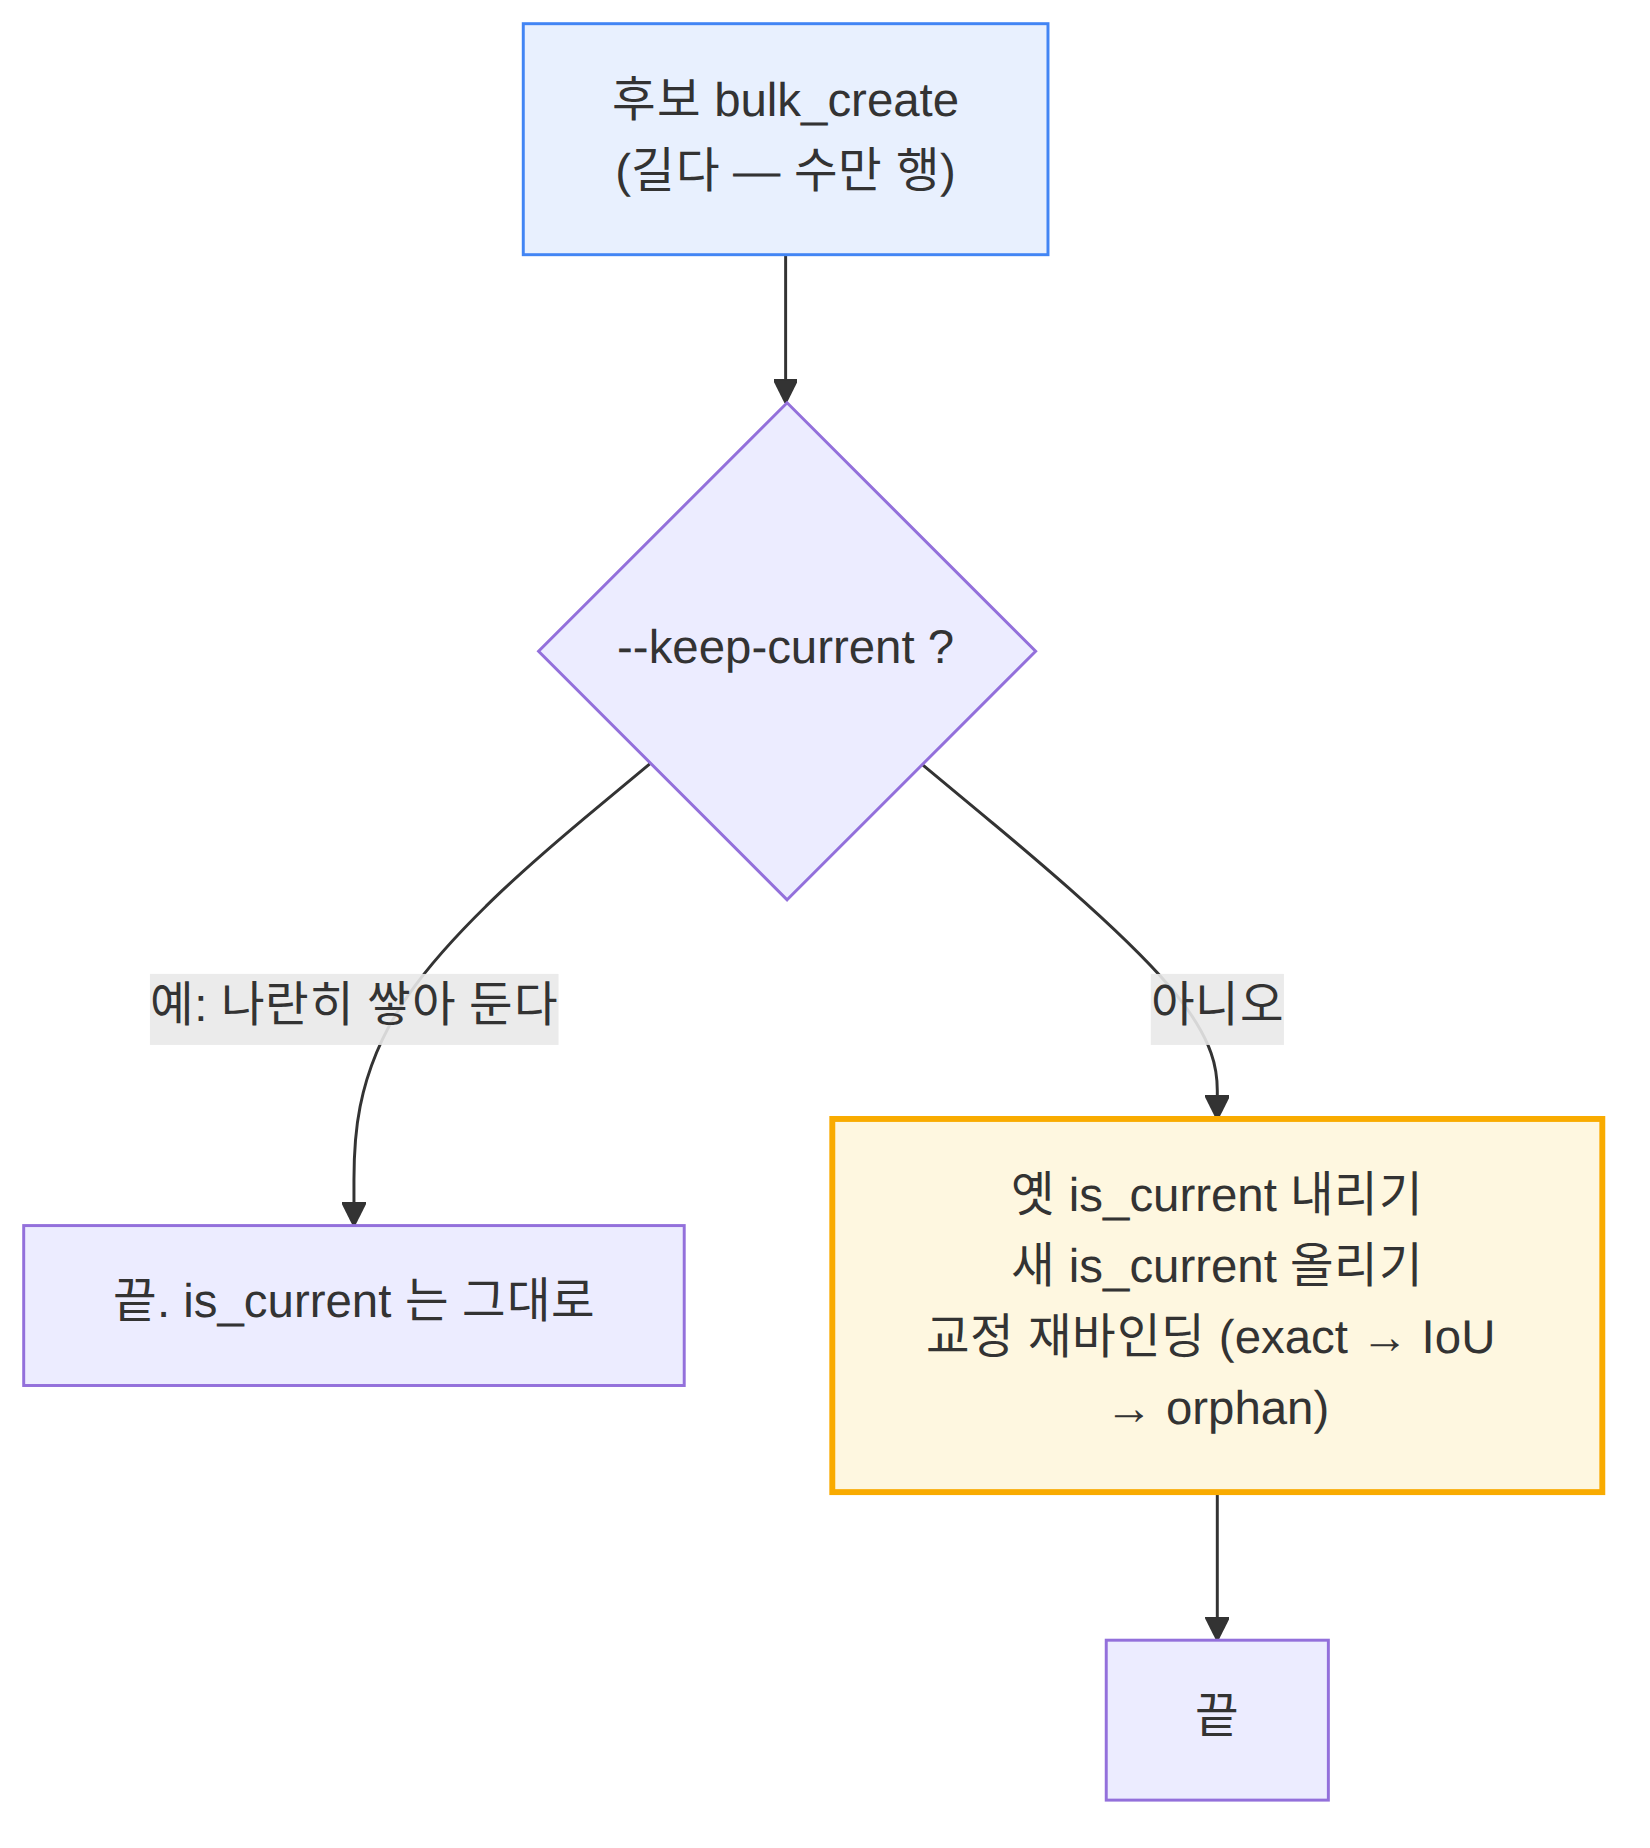 후보 bulk_create
(길다 — 수만 행)
--keep-current ?
예: 나란히 쌓아 둔다
아니오
끝. is_current 는 그대로
옛 is_current 내리기
새 is_current 올리기
교정 재바인딩 (exact → IoU
→ orphan)
끝